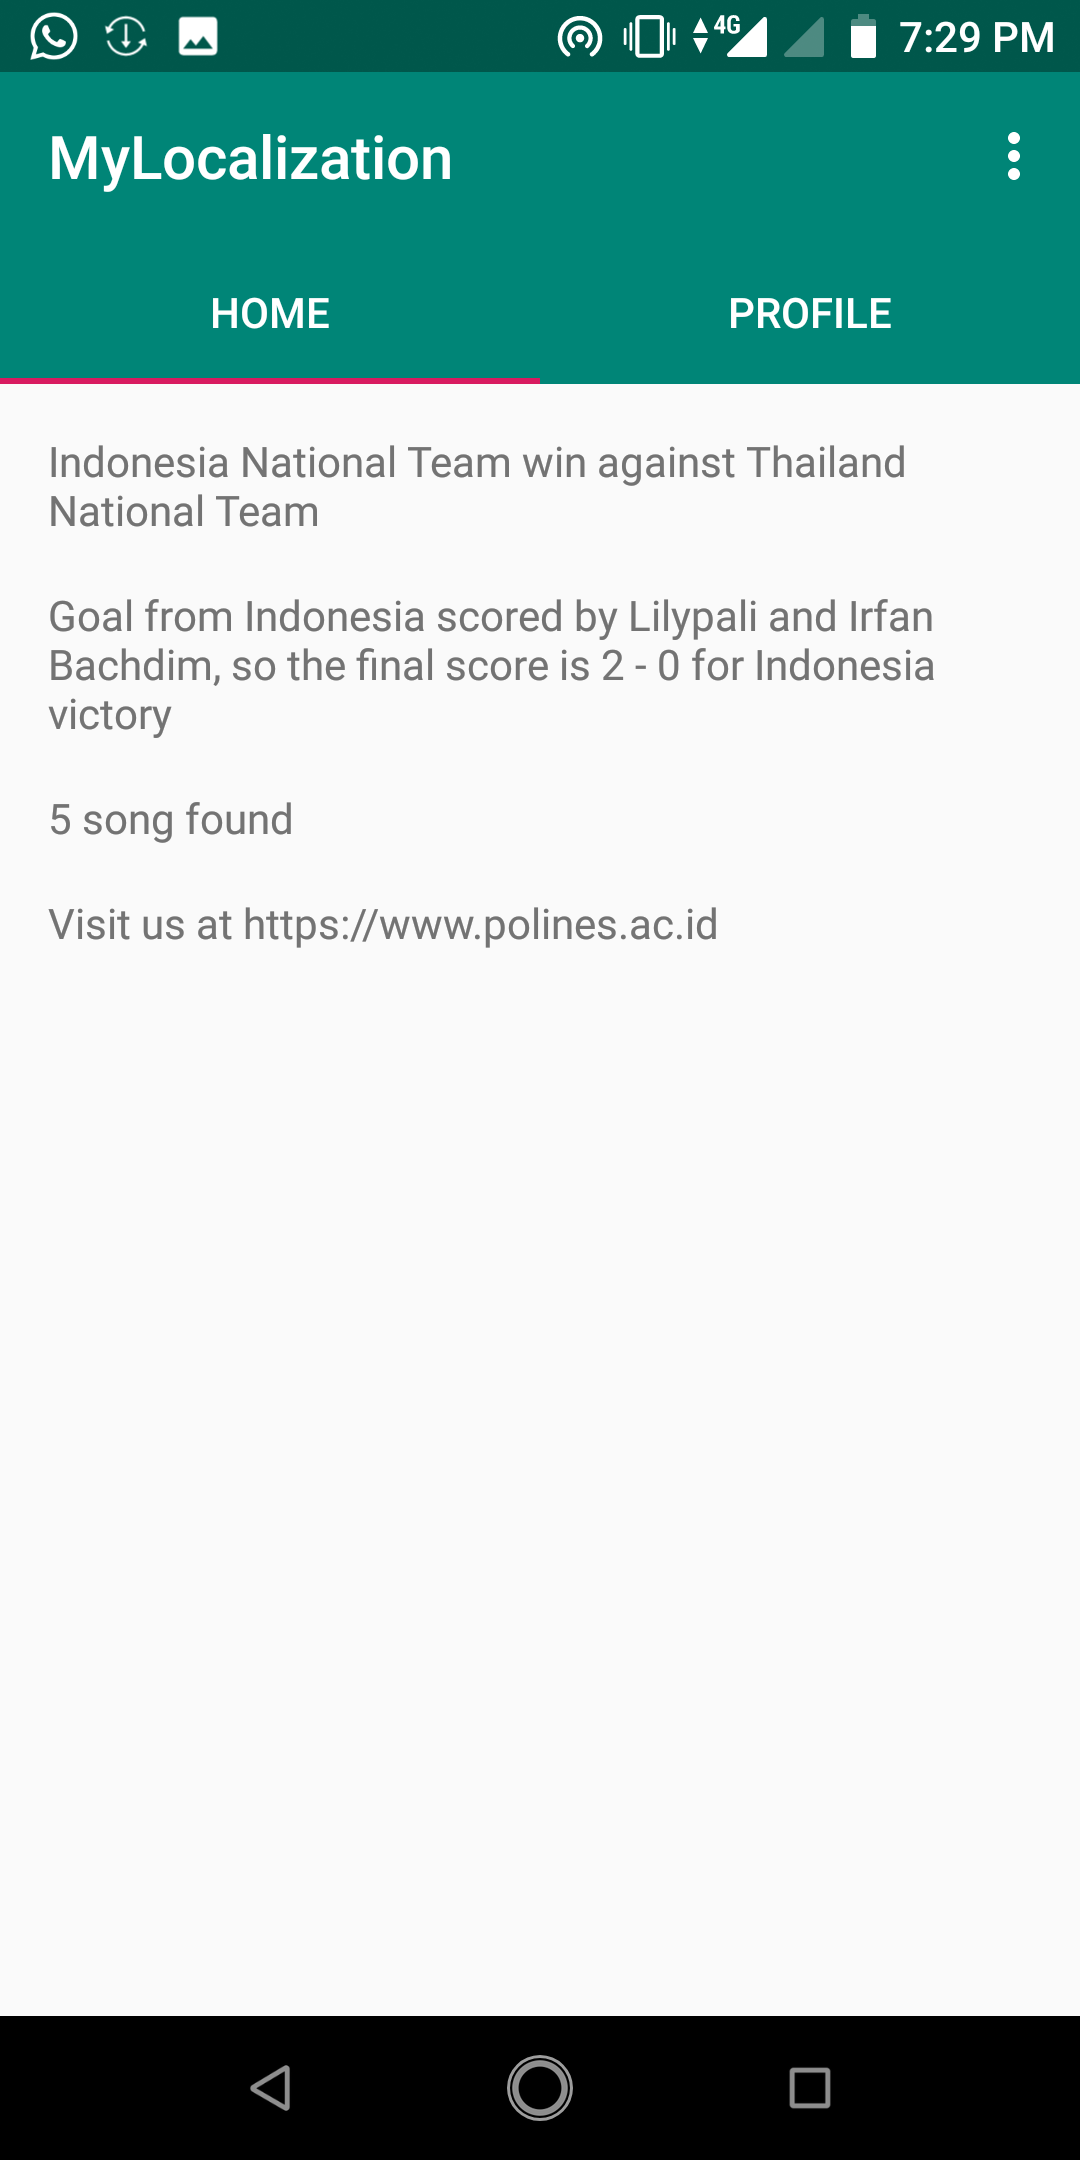 4G 7:29 PM
MyLocalization
HOME PROFILE
Indonesia National Team win against Thailand
National Team
Goal from Indonesia scored by Lilypali and Irfan
Bachdim, so the final score is 2 - 0 for Indonesia
victory
5 song found
Visit us at https://www.polines.ac.id